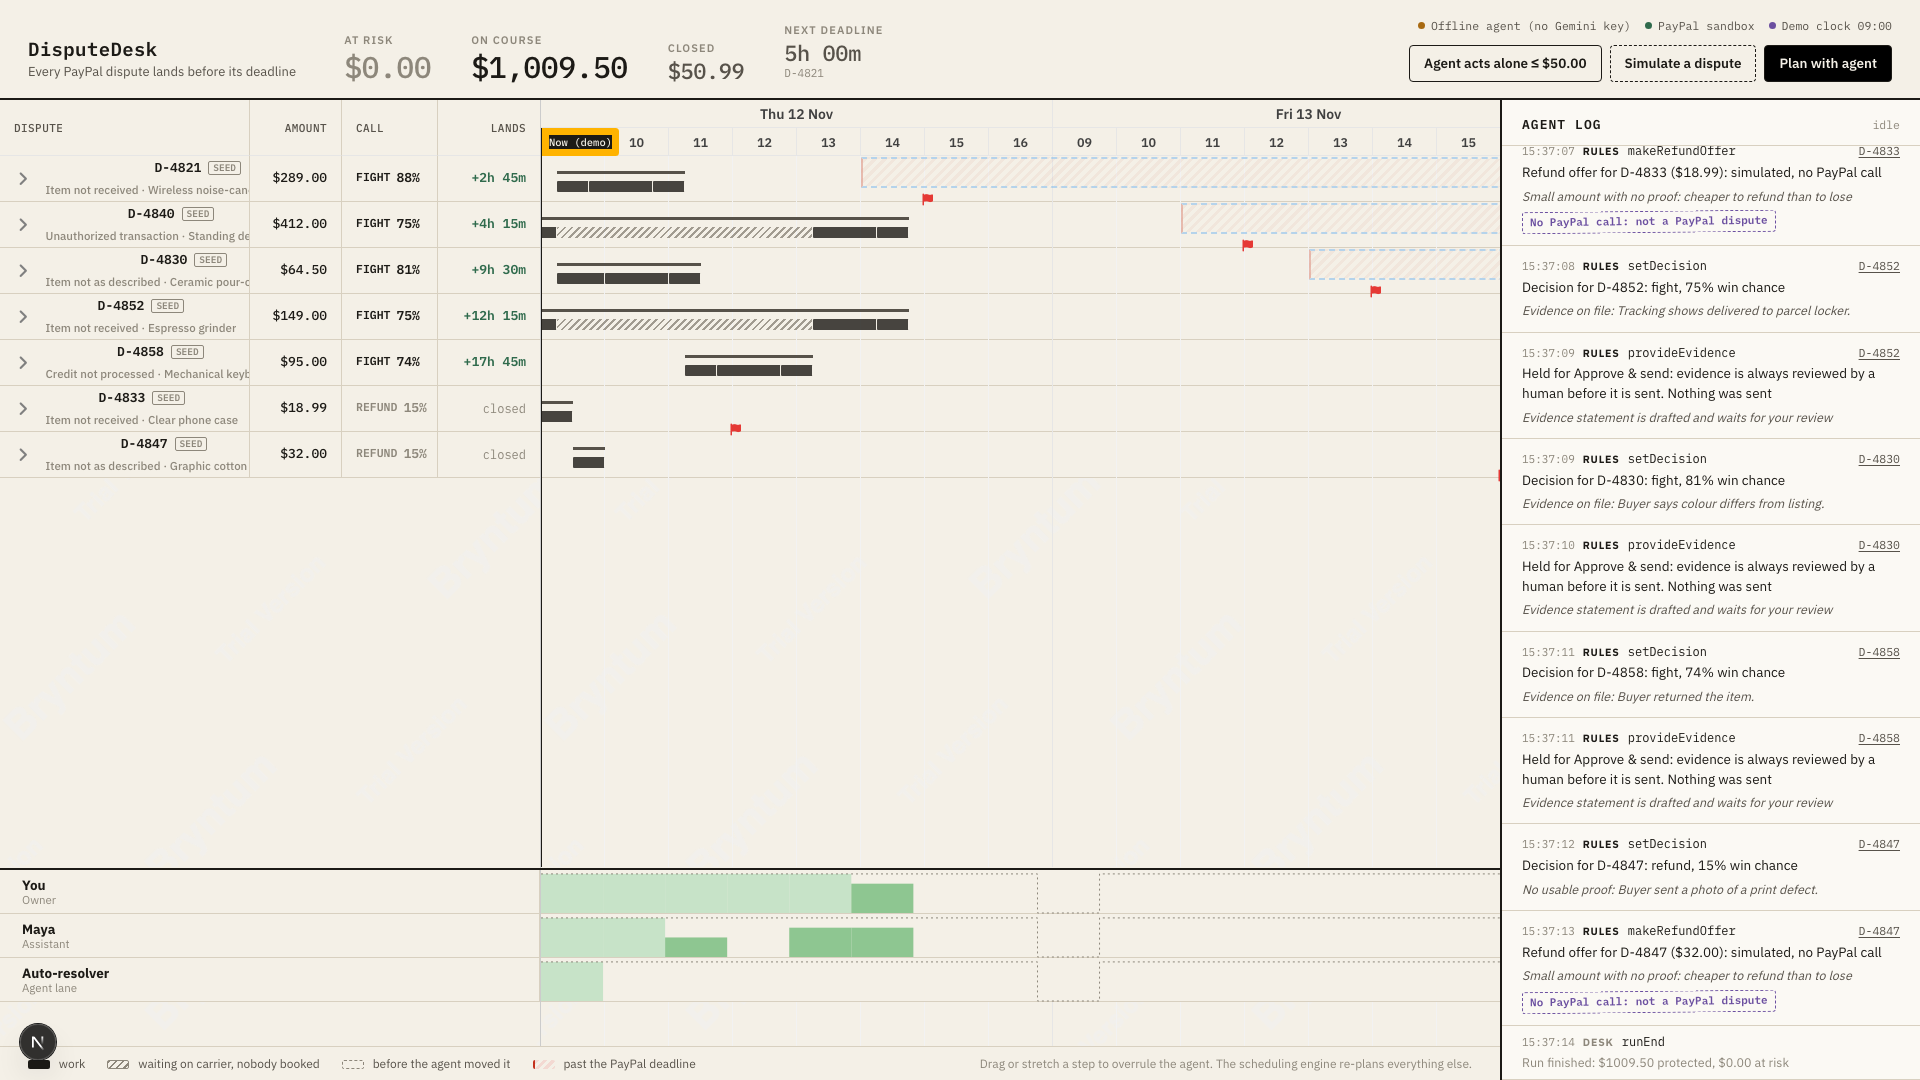 DisputeDesk
Every PayPal dispute lands before its deadline
AT RISK
$0.00
ON COURSE
$1,009.50
CLOSED
$50.99
NEXT DEADLINE
5h 00m
D-4821
Offline agent (no Gemini key)
PayPal sandbox
Demo clock 09:00
Agent acts alone ≤ $50.00
Simulate a dispute
Plan with agent
DISPUTE
AMOUNT
CALL
LANDS
Thu 12 Nov
Fri 13 Nov
Now (demo)
10 11 12 13 14 15 16 09 10 11 12 13 14 15
D-4821 SEED
Item not received · Wireless noise-can
$289.00
FIGHT 88%
+2h 45m
D-4840 SEED
Unauthorized transaction · Standing de
$412.00
FIGHT 75%
+4h 15m
D-4830 SEED
Item not as described · Ceramic pour-o
$64.50
FIGHT 81%
+9h 30m
D-4852 SEED
Item not received · Espresso grinder
$149.00
FIGHT 75%
+12h 15m
D-4858 SEED
Credit not processed · Mechanical keyb
$95.00
FIGHT 74%
+17h 45m
D-4833 SEED
Item not received · Clear phone case
$18.99
REFUND 15%
closed
D-4847 SEED
Item not as described · Graphic cotton
$32.00
REFUND 15%
closed
You
Owner
Maya
Assistant
Auto-resolver
Agent lane
N
work
waiting on carrier, nobody booked
before the agent moved it
past the PayPal deadline
Drag or stretch a step to overrule the agent. The scheduling engine re-plans everything else.
AGENT LOG
idle
15:37:07 RULES makeRefundOffer D-4833
Refund offer for D-4833 ($18.99): simulated, no PayPal call
Small amount with no proof: cheaper to refund than to lose
No PayPal call: not a PayPal dispute
15:37:08 RULES setDecision D-4852
Decision for D-4852: fight, 75% win chance
Evidence on file: Tracking shows delivered to parcel locker.
15:37:09 RULES provideEvidence D-4852
Held for Approve & send: evidence is always reviewed by a
human before it is sent. Nothing was sent
Evidence statement is drafted and waits for your review
15:37:09 RULES setDecision D-4830
Decision for D-4830: fight, 81% win chance
Evidence on file: Buyer says colour differs from listing.
15:37:10 RULES provideEvidence D-4830
Held for Approve & send: evidence is always reviewed by a
human before it is sent. Nothing was sent
Evidence statement is drafted and waits for your review
15:37:11 RULES setDecision D-4858
Decision for D-4858: fight, 74% win chance
Evidence on file: Buyer returned the item.
15:37:11 RULES provideEvidence D-4858
Held for Approve & send: evidence is always reviewed by a
human before it is sent. Nothing was sent
Evidence statement is drafted and waits for your review
15:37:12 RULES setDecision D-4847
Decision for D-4847: refund, 15% win chance
No usable proof: Buyer sent a photo of a print defect.
15:37:13 RULES makeRefundOffer D-4847
Refund offer for D-4847 ($32.00): simulated, no PayPal call
Small amount with no proof: cheaper to refund than to lose
No PayPal call: not a PayPal dispute
15:37:14 DESK runEnd
Run finished: $1009.50 protected, $0.00 at risk